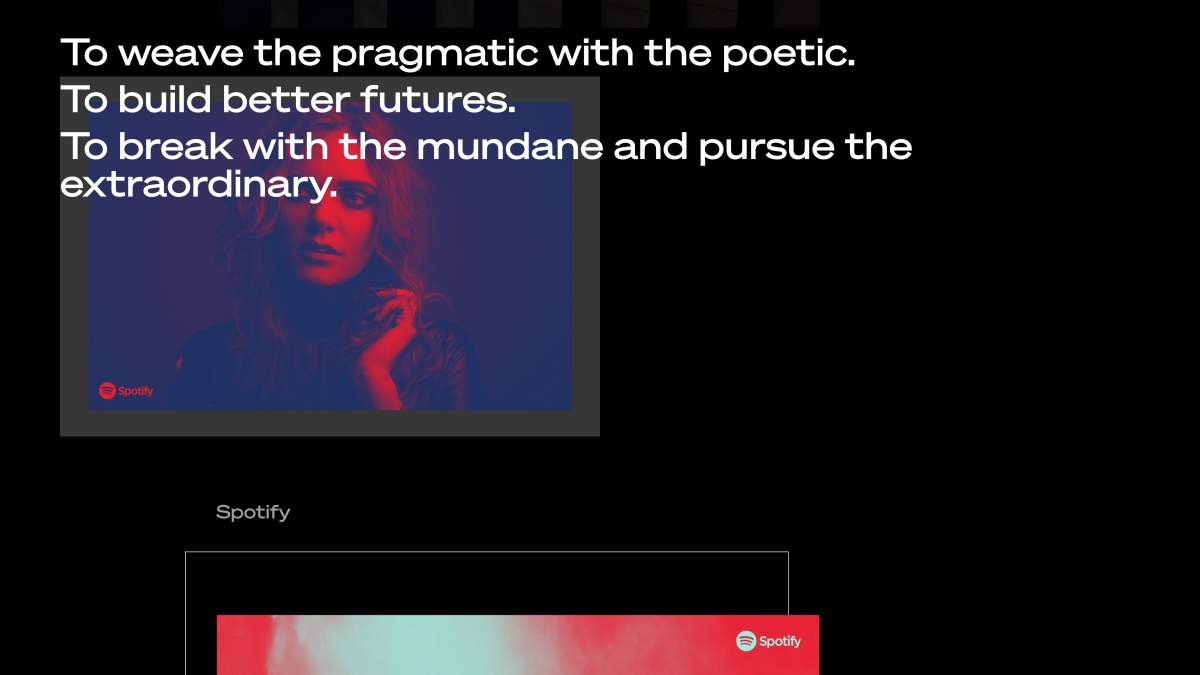 To weave the pragmatic with the poetic.
To build better futures.
To break with the mundane and pursue the
extraordinary.
Spotify
Spotify
Spotify